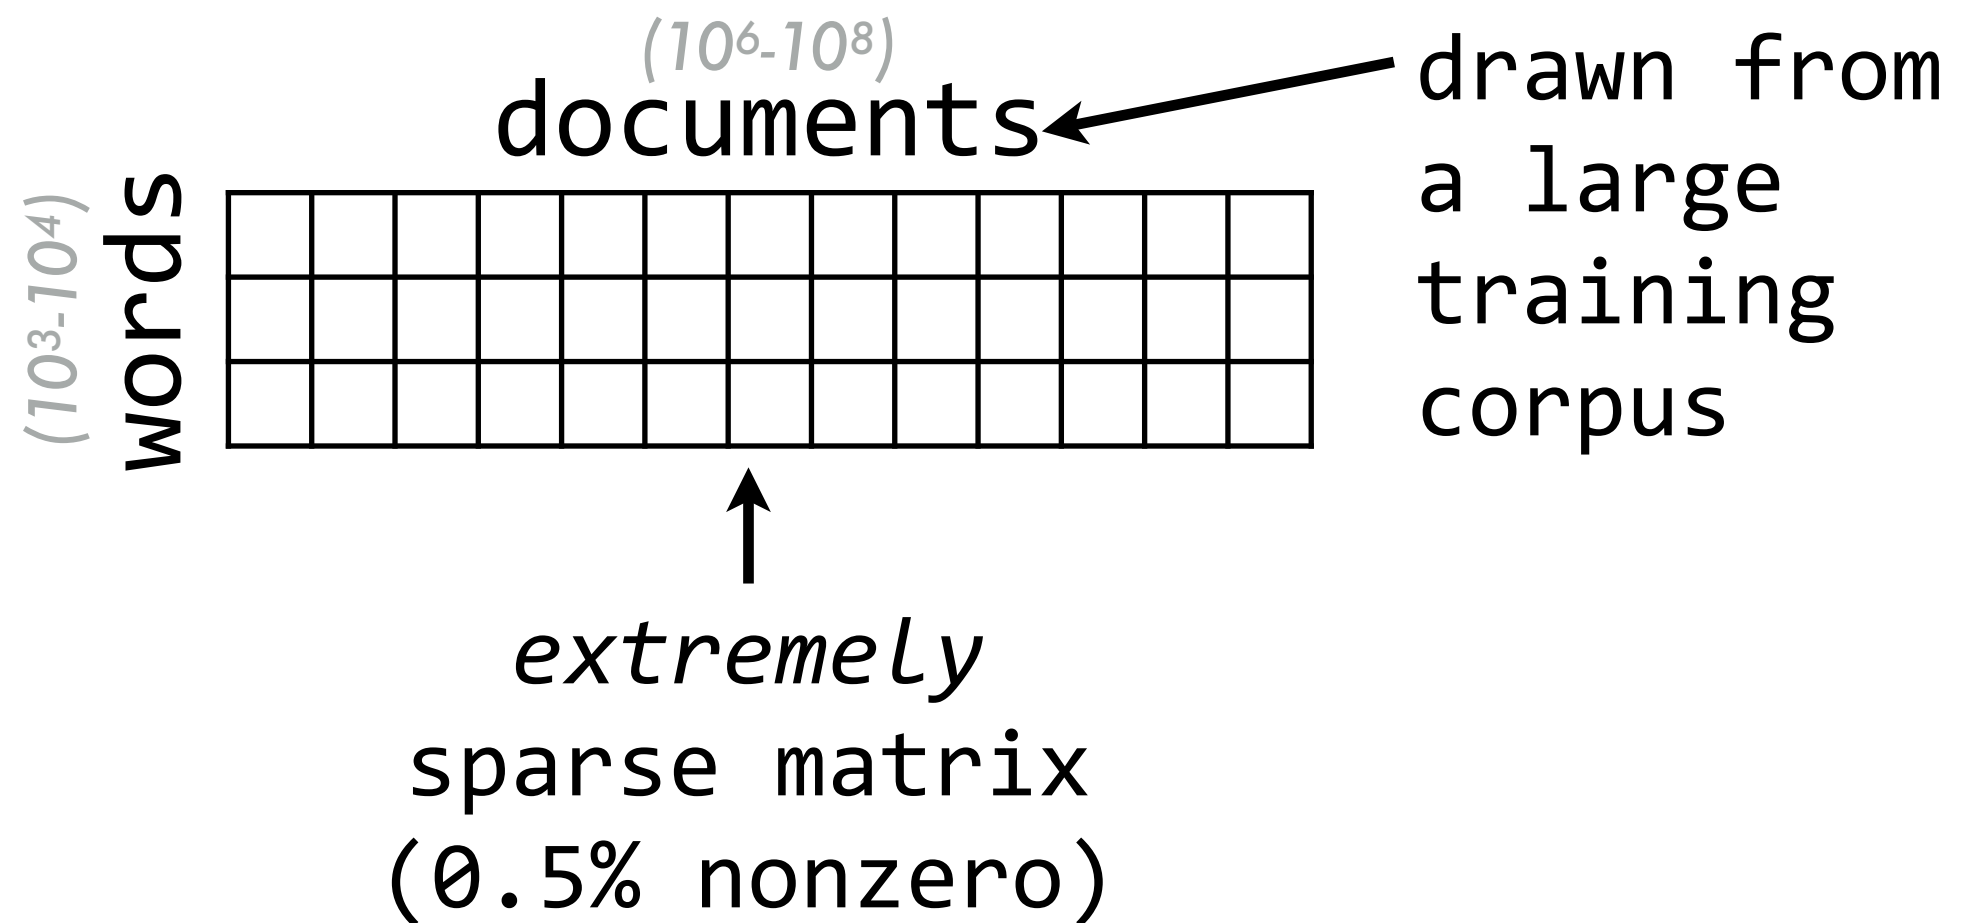 (10⁶-10⁸)
documents
drawn from
a large
training
corpus
(10³-10⁴)
words
extremely
sparse matrix
(0.5% nonzero)